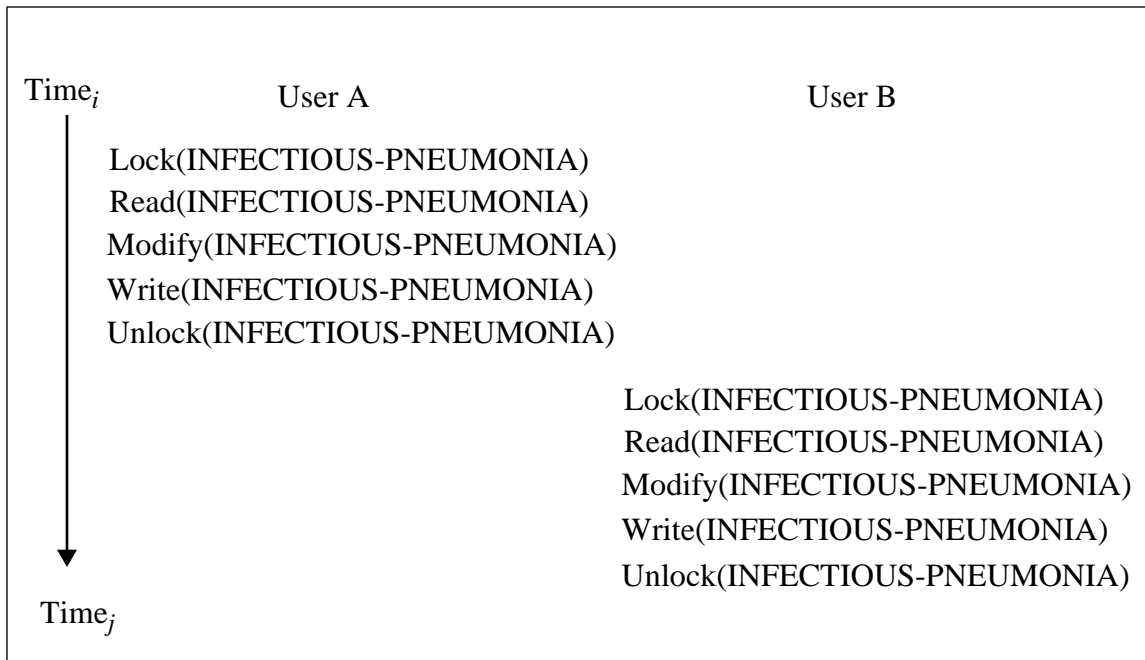 Time_i User A User B
Lock(INFECTIOUS-PNEUMONIA)
Read(INFECTIOUS-PNEUMONIA)
Modify(INFECTIOUS-PNEUMONIA)
Write(INFECTIOUS-PNEUMONIA)
Unlock(INFECTIOUS-PNEUMONIA)
Lock(INFECTIOUS-PNEUMONIA)
Read(INFECTIOUS-PNEUMONIA)
Modify(INFECTIOUS-PNEUMONIA)
Write(INFECTIOUS-PNEUMONIA)
Unlock(INFECTIOUS-PNEUMONIA)
Time_j